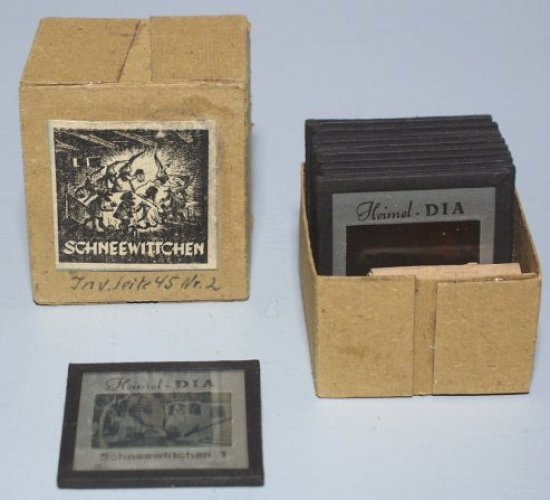 SCHNEEWITTCHEN
Inv. Seite 45 Nr. 2
Heimel - DIA
Heimel - DIA
Schneewittchen 1